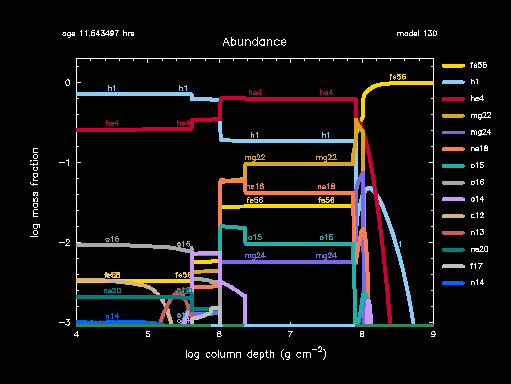 age 11.643497 hrs
model 130
Abundance
fe56
h1
he4
mg22
mg24
ne18
o15
o16
o14
c12
n13
ne20
f17
n14
0
−1
−2
−3
log mass fraction
4 5 6 7 8 9
log column depth (g cm⁻²)
h1 h1
he4 he4
he4 he4
h1 h1
mg22 mg22
ne18 ne18
fe56 fe56
o15 o15
mg24 mg24
o16 o16
fe56
ne20
n14
fe56